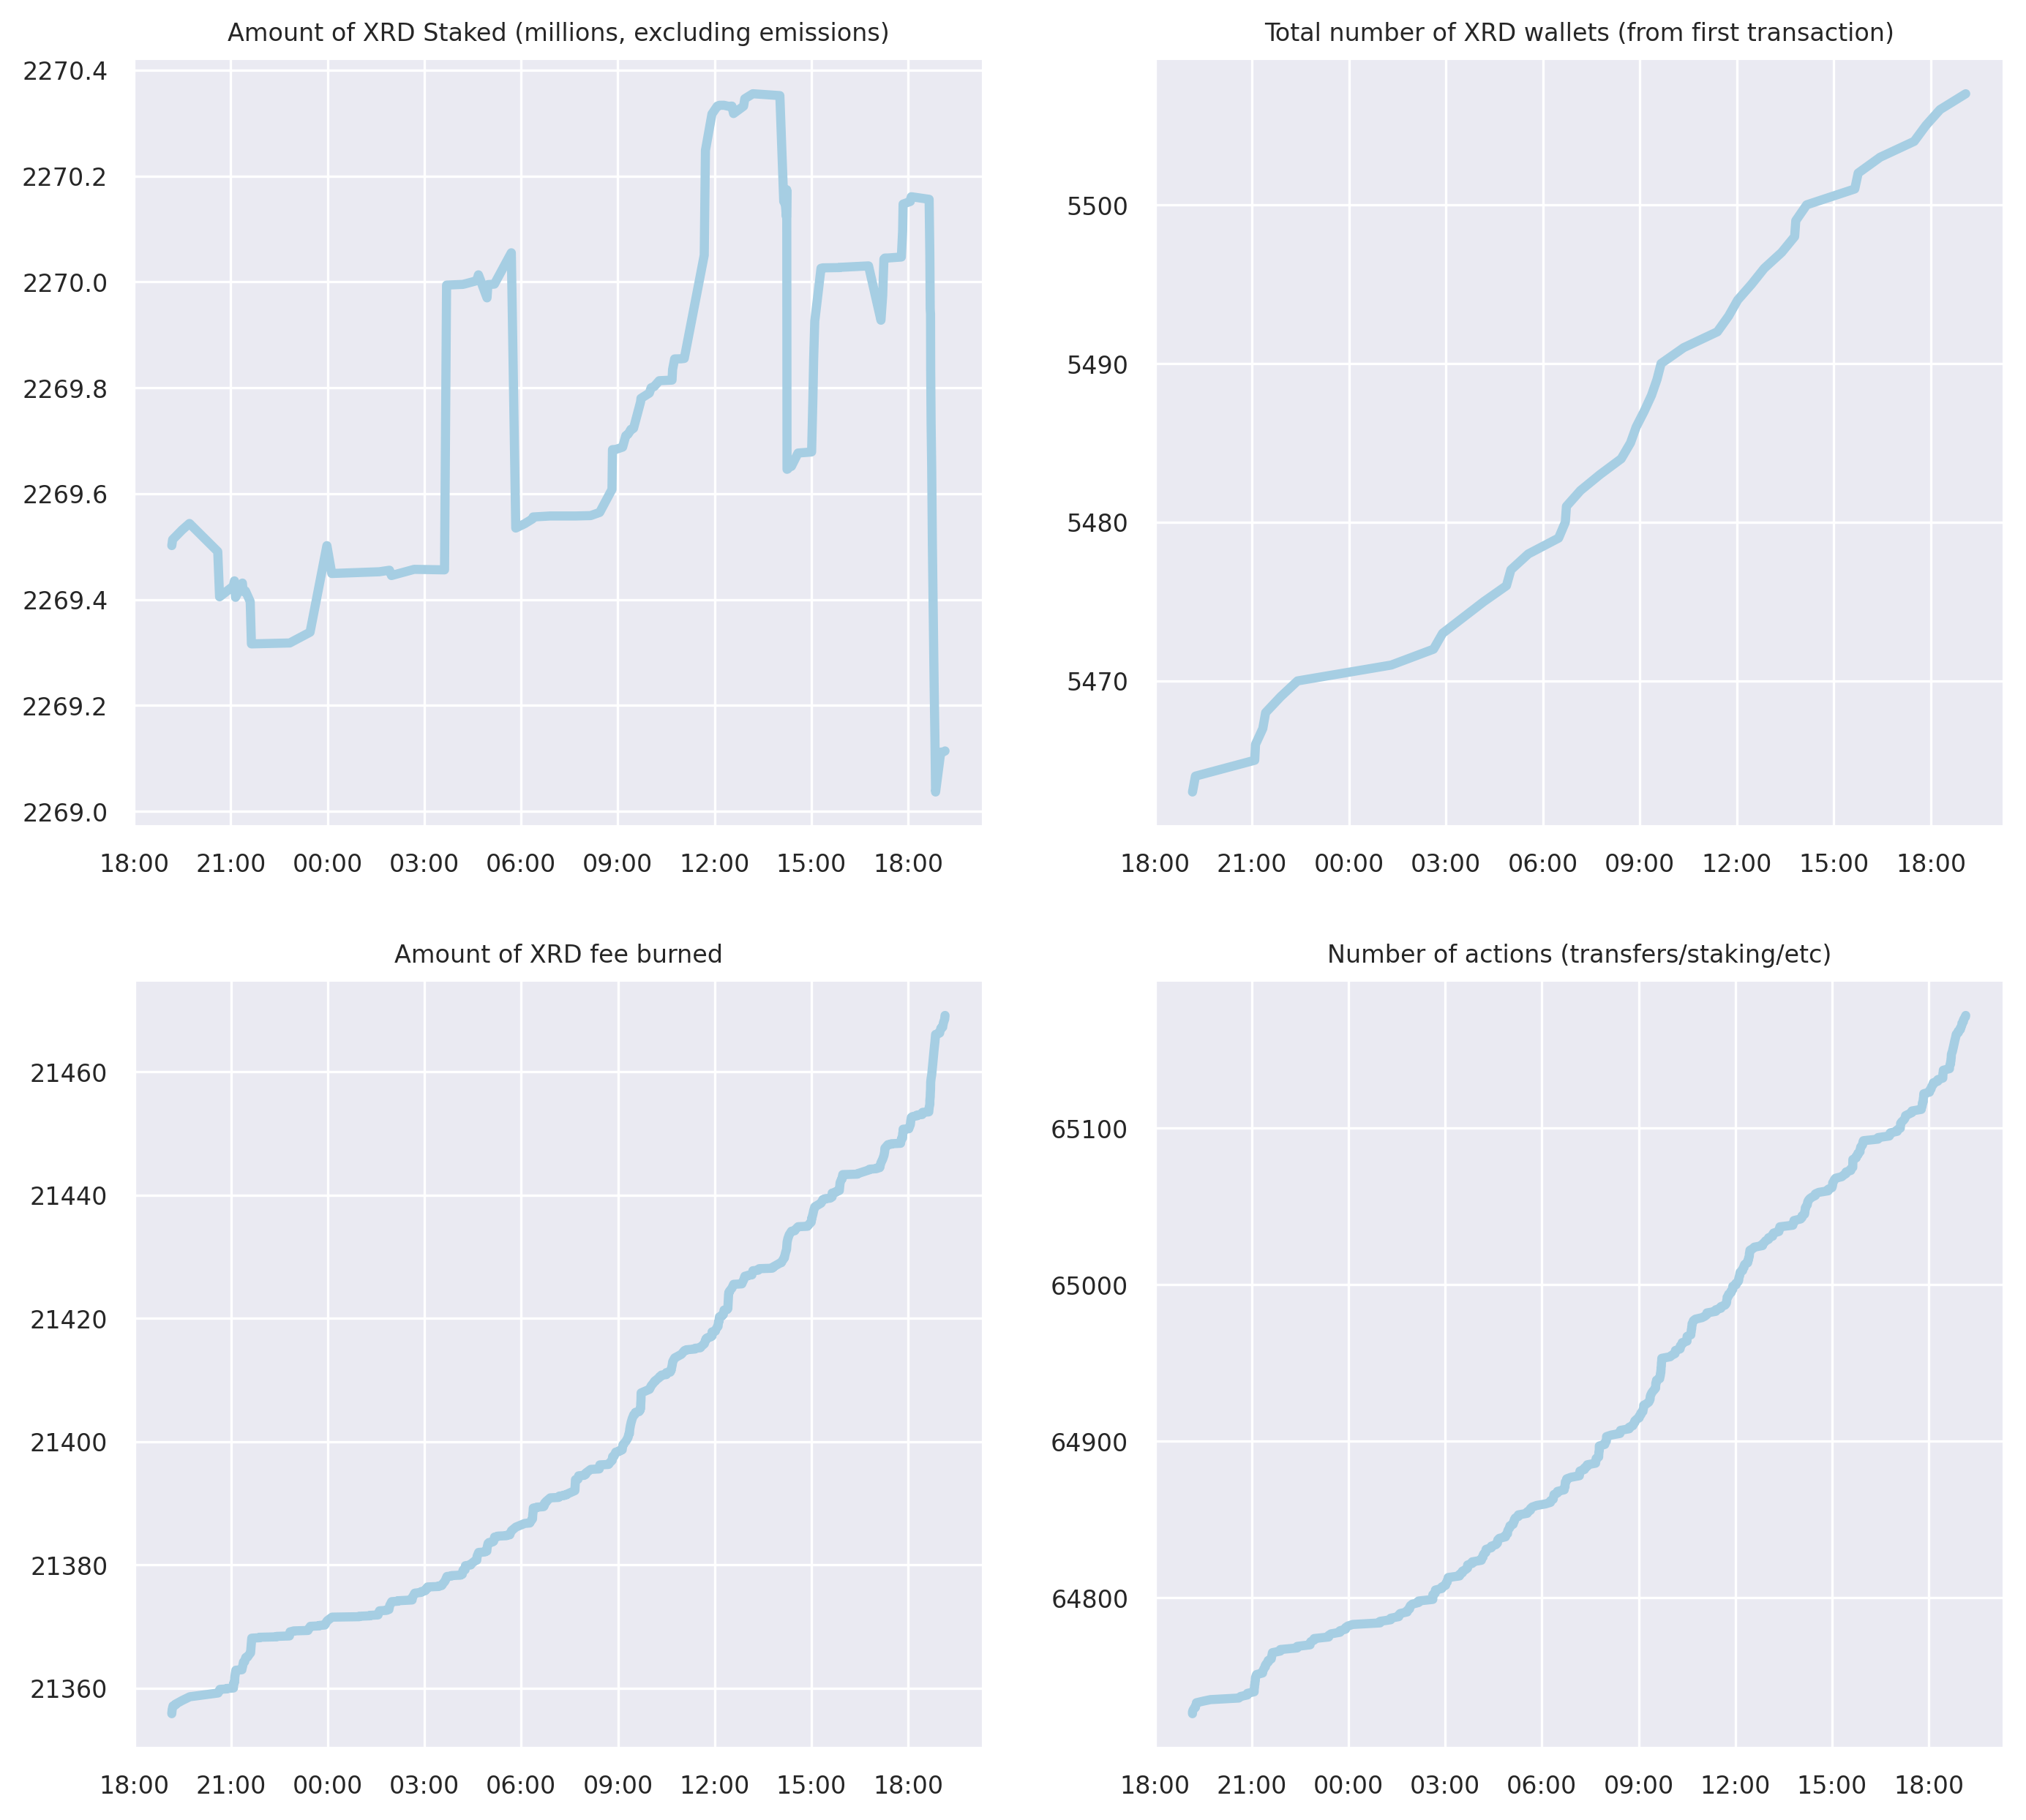 Amount of XRD Staked (millions, excluding emissions)
2270.4
2270.2
2270.0
2269.8
2269.6
2269.4
2269.2
2269.0
18:00 21:00 00:00 03:00 06:00 09:00 12:00 15:00 18:00
Total number of XRD wallets (from first transaction)
5500
5490
5480
5470
18:00 21:00 00:00 03:00 06:00 09:00 12:00 15:00 18:00
Amount of XRD fee burned
21460
21440
21420
21400
21380
21360
18:00 21:00 00:00 03:00 06:00 09:00 12:00 15:00 18:00
Number of actions (transfers/staking/etc)
65100
65000
64900
64800
18:00 21:00 00:00 03:00 06:00 09:00 12:00 15:00 18:00